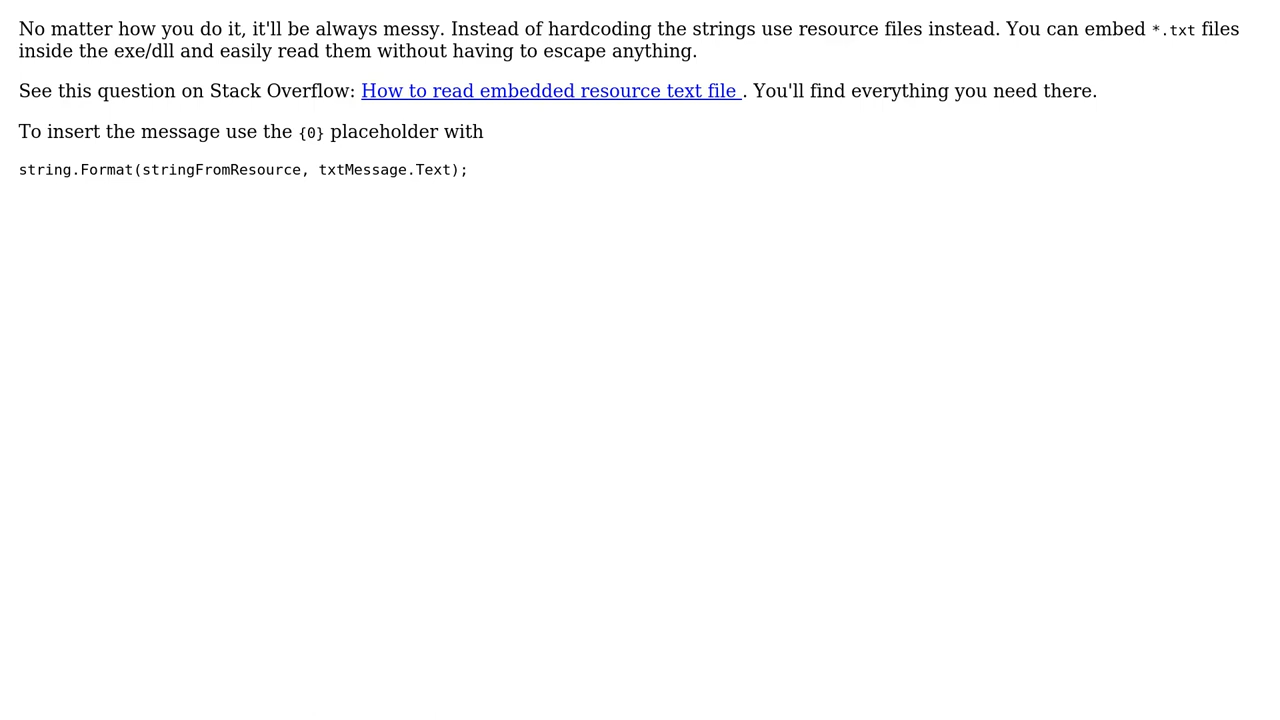 No matter how you do it, it'll be always messy. Instead of hardcoding the strings use resource files instead. You can embed *.txt files
inside the exe/dll and easily read them without having to escape anything.
See this question on Stack Overflow: How to read embedded resource text file . You'll find everything you need there.
To insert the message use the {0} placeholder with
string.Format(stringFromResource, txtMessage.Text);